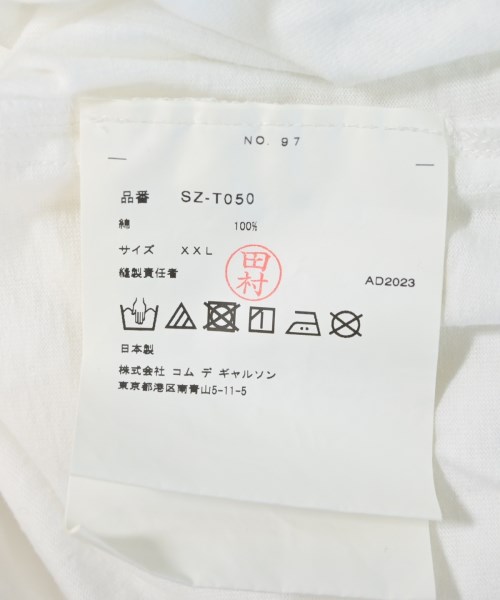 NO. 97
品番 SZ-T050
綿 100%
サイズ XXL
縫製責任者 田村
AD2023
日本製
株式会社 コム デ ギャルソン
東京都港区南青山5-11-5